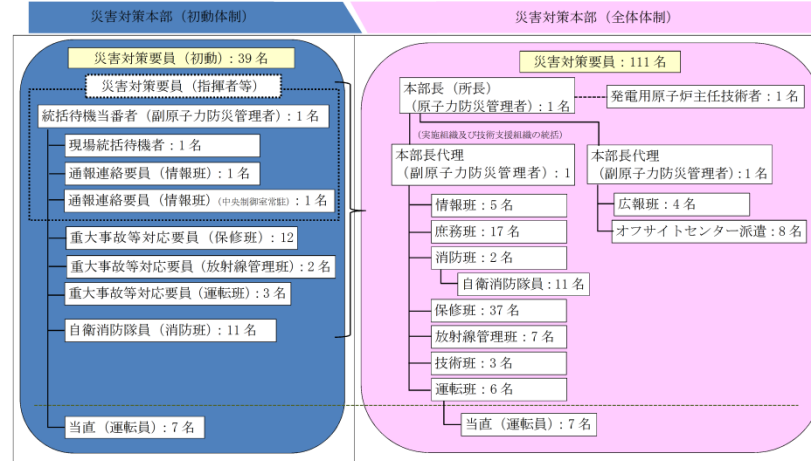 災害対策本部（初動体制）
災害対策本部（全体体制）
災害対策要員（初動）：39 名
災害対策要員（指揮者等）
統括待機当番者（副原子力防災管理者）：1 名
現場統括待機者：1 名
通報連絡要員（情報班）：1 名
通報連絡要員（情報班）（中央制御室常駐）：1 名
重大事故等対応要員（保修班）：12
重大事故等対応要員（放射線管理班）：2 名
重大事故等対応要員（運転班）：3 名
自衛消防隊員（消防班）：11 名
当直（運転員）：7 名
災害対策要員：111 名
本部長（所長）
（原子力防災管理者）：1 名
発電用原子炉主任技術者：1 名
（実施組織及び技術支援組織の統括）
本部長代理
（副原子力防災管理者）：1
本部長代理
（副原子力防災管理者）：1名
情報班：5 名
庶務班：17 名
消防班：2 名
自衛消防隊員：11 名
保修班：37 名
放射線管理班：7 名
技術班：3 名
運転班：6 名
当直（運転員）：7 名
広報班：4 名
オフサイトセンター派遣：8 名